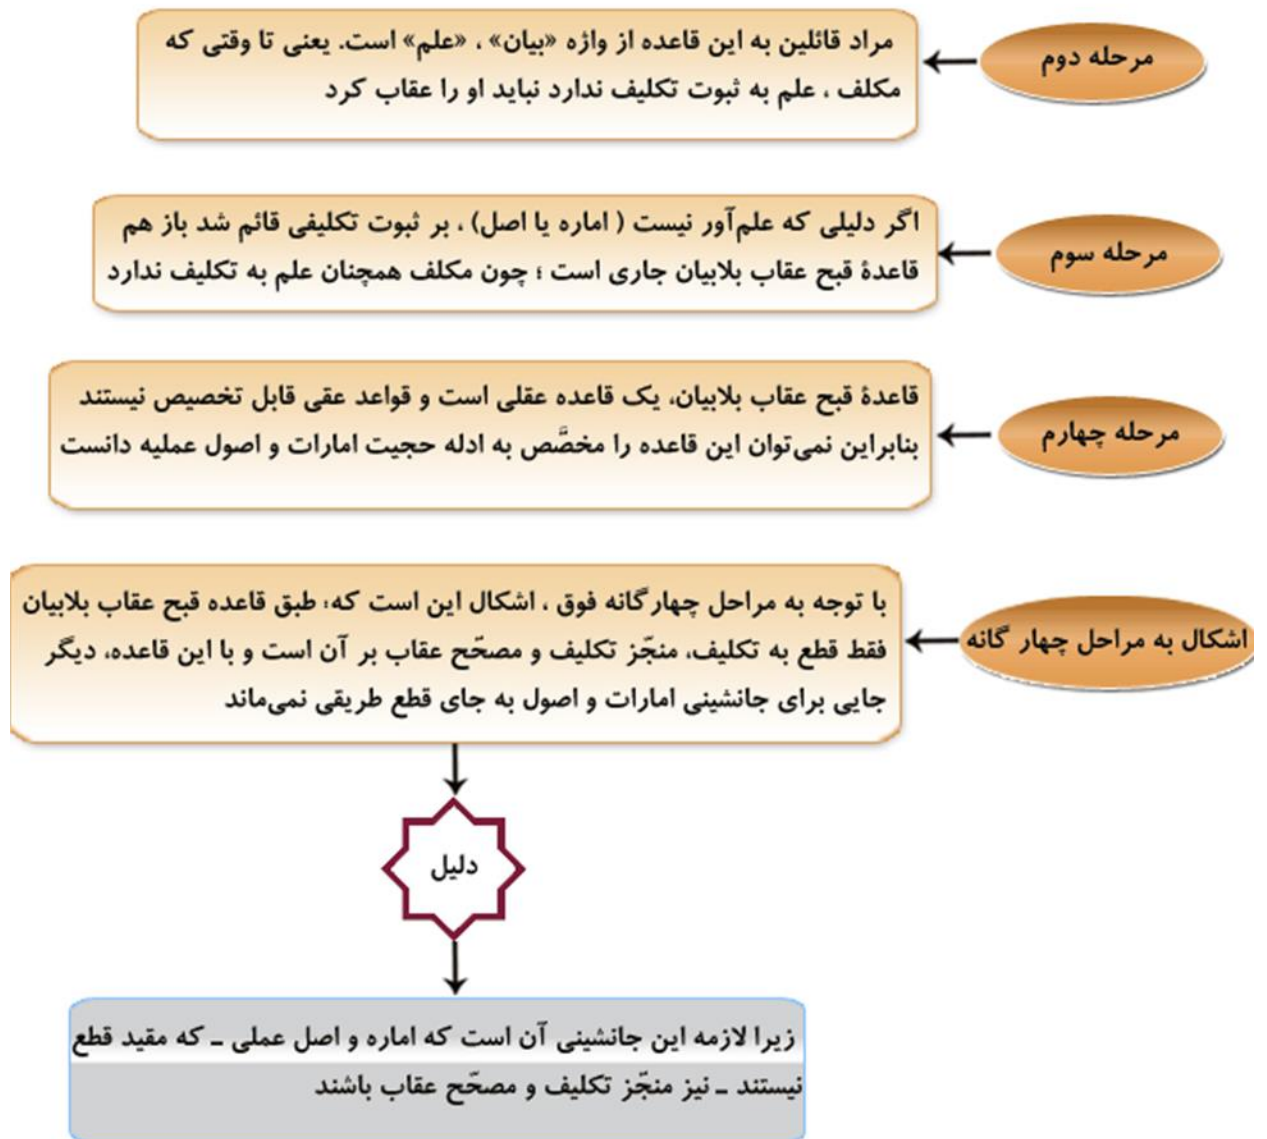 مرحله دوم
مراد قائلین به این قاعده از واژه «بیان» ، «علم» است. یعنی تا وقتی که
مکلف ، علم به ثبوت تکلیف ندارد نباید او را عقاب کرد
مرحله سوم
اگر دلیلی که علم‌آور نیست ( اماره یا اصل) ، بر ثبوت تکلیفی قائم شد باز هم
قاعدۀ قبح عقاب بلابیان جاری است ؛ چون مکلف همچنان علم به تکلیف ندارد
مرحله چهارم
قاعدۀ قبح عقاب بلابیان، یک قاعده عقلی است و قواعد عقی قابل تخصیص نیستند
بنابراین نمی‌توان این قاعده را مخصَّص به ادله حجیت امارات و اصول عملیه دانست
اشکال به مراحل چهار گانه
با توجه به مراحل چهارگانه فوق ، اشکال این است که: طبق قاعده قبح عقاب بلابیان
فقط قطع به تکلیف، منجّز تکلیف و مصحّح عقاب بر آن است و با این قاعده، دیگر
جایی برای جانشینی امارات و اصول به جای قطع طریقی نمی‌ماند
دلیل
زیرا لازمه این جانشینی آن است که اماره و اصل عملی ـ که مقید قطع
نیستند ـ نیز منجّز تکلیف و مصحّح عقاب باشند